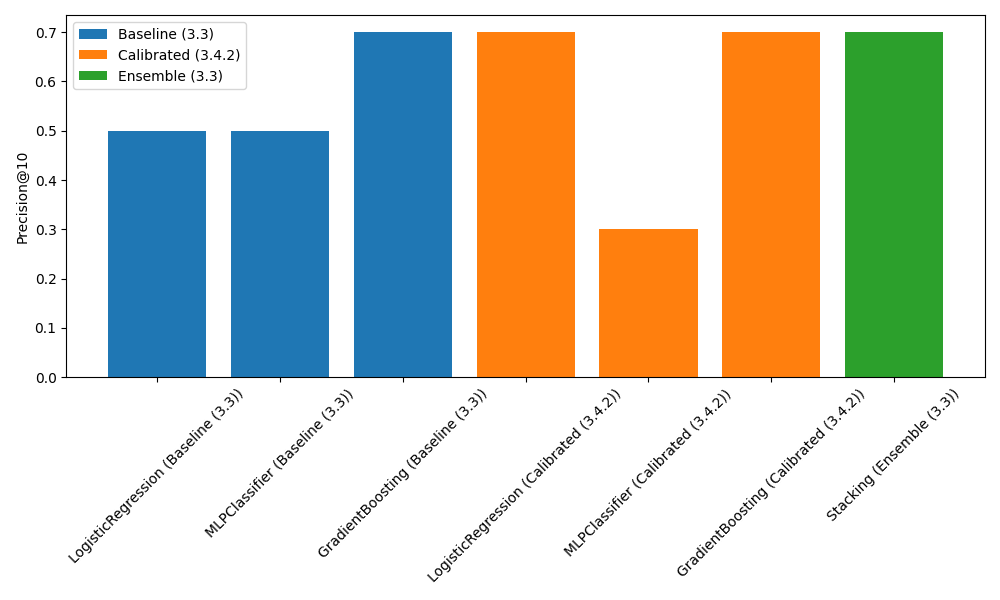 Baseline (3.3)
Calibrated (3.4.2)
Ensemble (3.3)
Precision@10
0.7
0.6
0.5
0.4
0.3
0.2
0.1
0.0
LogisticRegression (Baseline (3.3))
MLPClassifier (Baseline (3.3))
GradientBoosting (Baseline (3.3))
LogisticRegression (Calibrated (3.4.2))
MLPClassifier (Calibrated (3.4.2))
GradientBoosting (Calibrated (3.4.2))
Stacking (Ensemble (3.3))